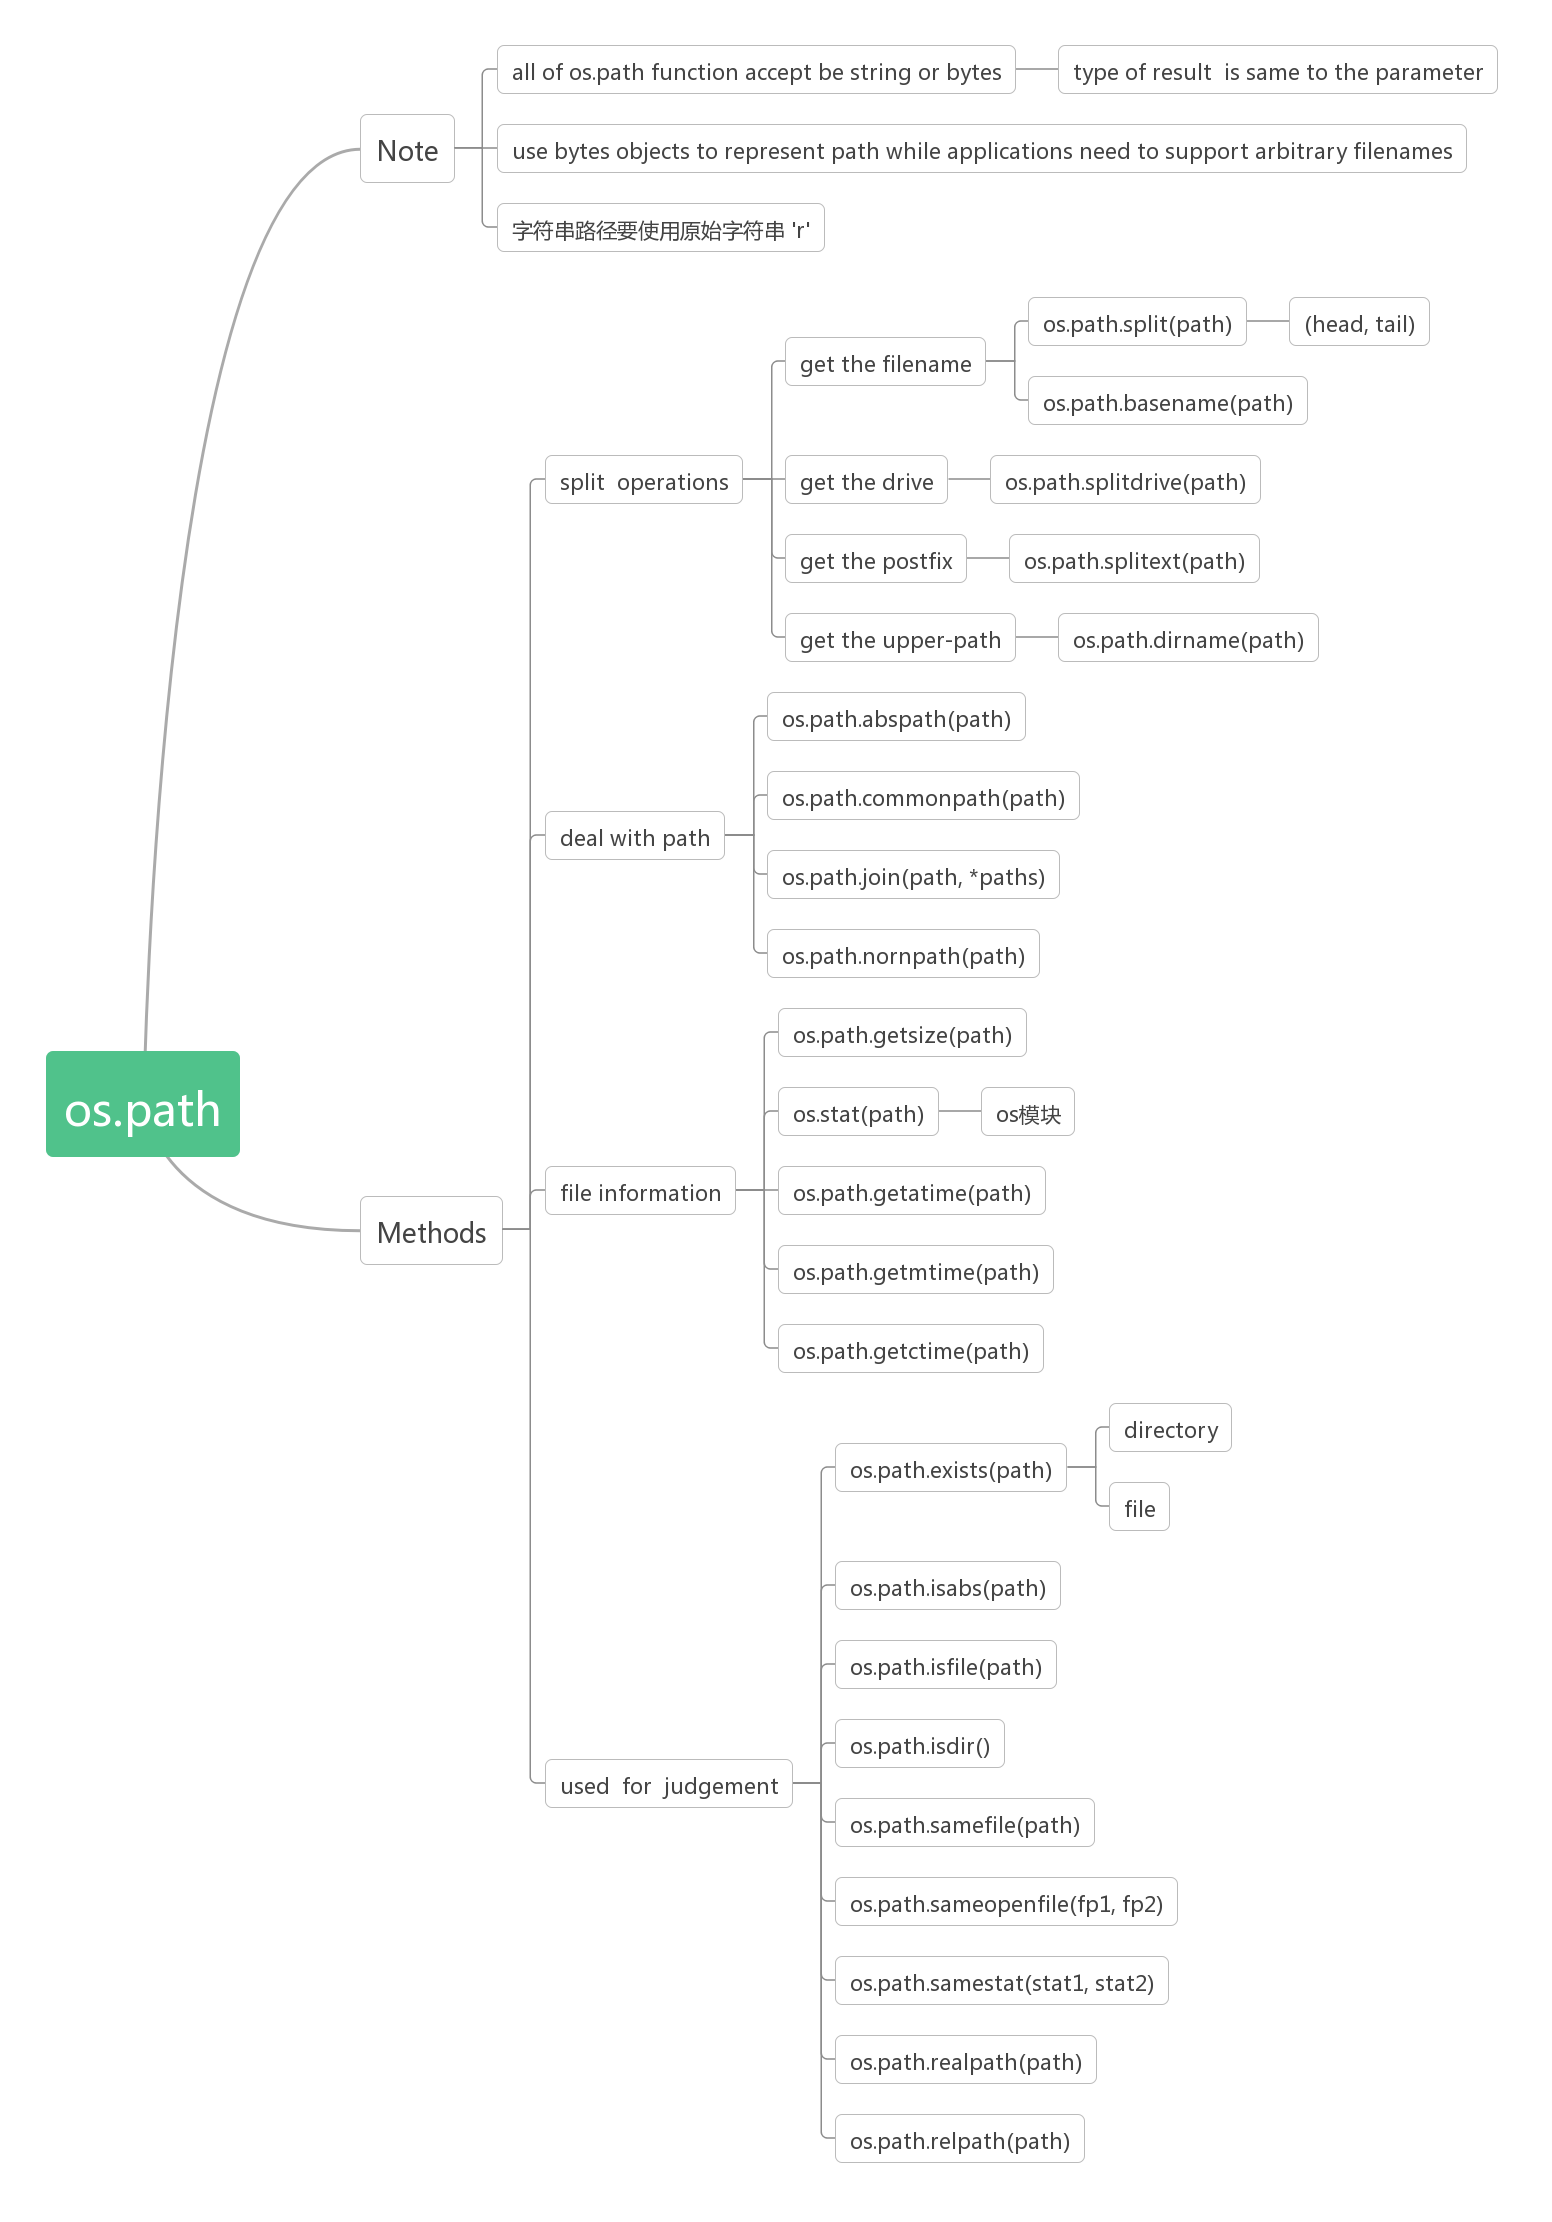 all of os.path function accept be string or bytes
type of result  is same to the parameter
Note
use bytes objects to represent path while applications need to support arbitrary filenames
字符串路径要使用原始字符串 'r'
os.path.split(path)
(head, tail)
get the filename
os.path.basename(path)
split  operations
get the drive
os.path.splitdrive(path)
get the postfix
os.path.splitext(path)
get the upper-path
os.path.dirname(path)
os.path.abspath(path)
os.path.commonpath(path)
deal with path
os.path.join(path, *paths)
os.path.nornpath(path)
os.path.getsize(path)
os.path
os.stat(path)
os模块
file information
os.path.getatime(path)
Methods
os.path.getmtime(path)
os.path.getctime(path)
directory
os.path.exists(path)
file
os.path.isabs(path)
os.path.isfile(path)
os.path.isdir()
used  for  judgement
os.path.samefile(path)
os.path.sameopenfile(fp1, fp2)
os.path.samestat(stat1, stat2)
os.path.realpath(path)
os.path.relpath(path)